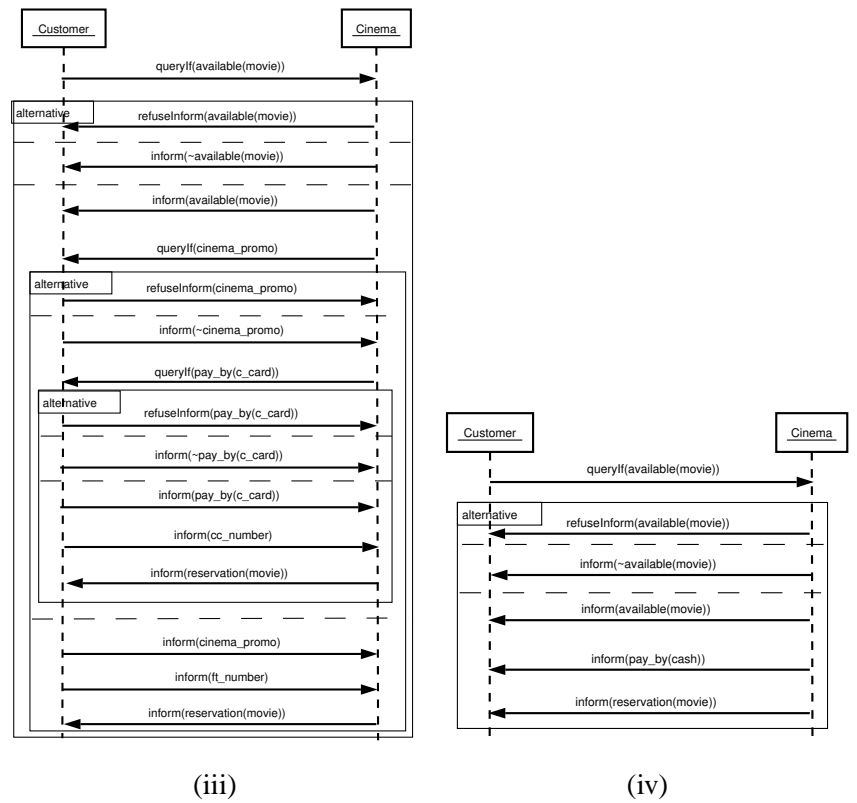 Customer
Cinema
queryIf(available(movie))
alternative
refuseInform(available(movie))
inform(~available(movie))
inform(available(movie))
queryIf(cinema_promo)
alternative
refuseInform(cinema_promo)
inform(~cinema_promo)
queryIf(pay_by(c_card))
alternative
refuseInform(pay_by(c_card))
inform(~pay_by(c_card))
inform(pay_by(c_card))
inform(cc_number)
inform(reservation(movie))
inform(cinema_promo)
inform(ft_number)
inform(reservation(movie))
(iii)
Customer
Cinema
queryIf(available(movie))
alternative
refuseInform(available(movie))
inform(~available(movie))
inform(available(movie))
inform(pay_by(cash))
inform(reservation(movie))
(iv)